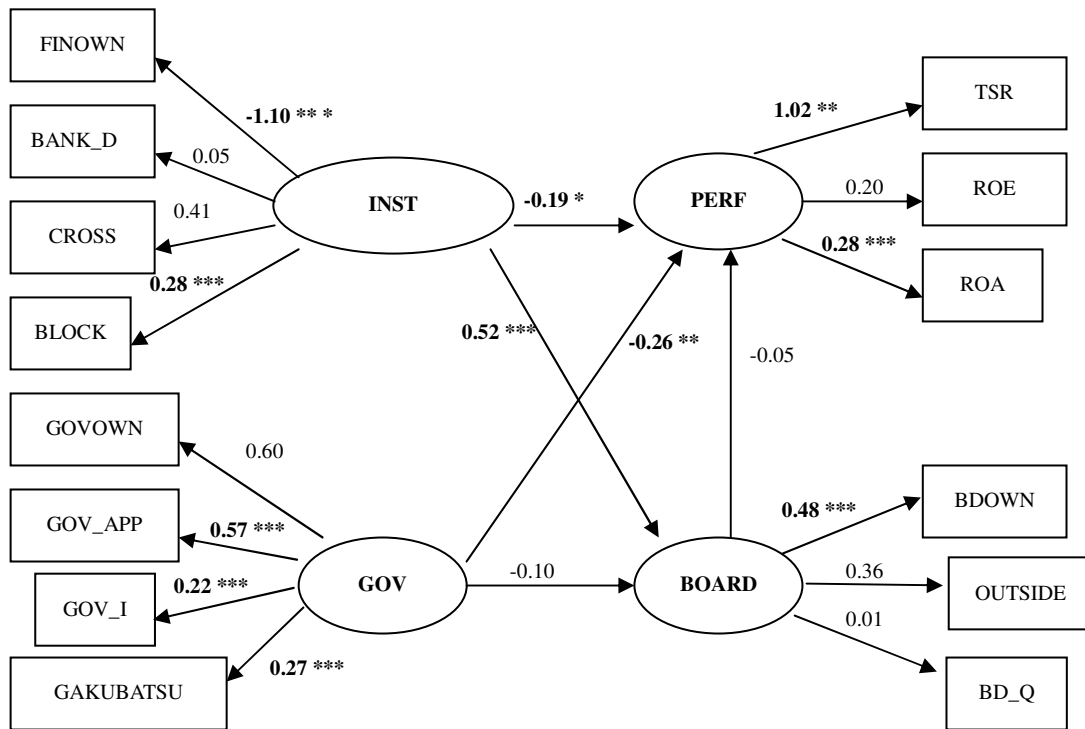 FINOWN
TSR
-1.10 ** *
1.02 **
BANK_D
0.05
INST
-0.19 *
PERF
0.20
ROE
0.41
CROSS
0.28 ***
0.28 ***
ROA
BLOCK
0.52 ***
-0.26 **
-0.05
GOVOWN
0.60
BDOWN
0.48 ***
GOV_APP
0.57 ***
GOV
-0.10
BOARD
0.36
OUTSIDE
0.22 ***
GOV_I
0.01
0.27 ***
GAKUBATSU
BD_Q